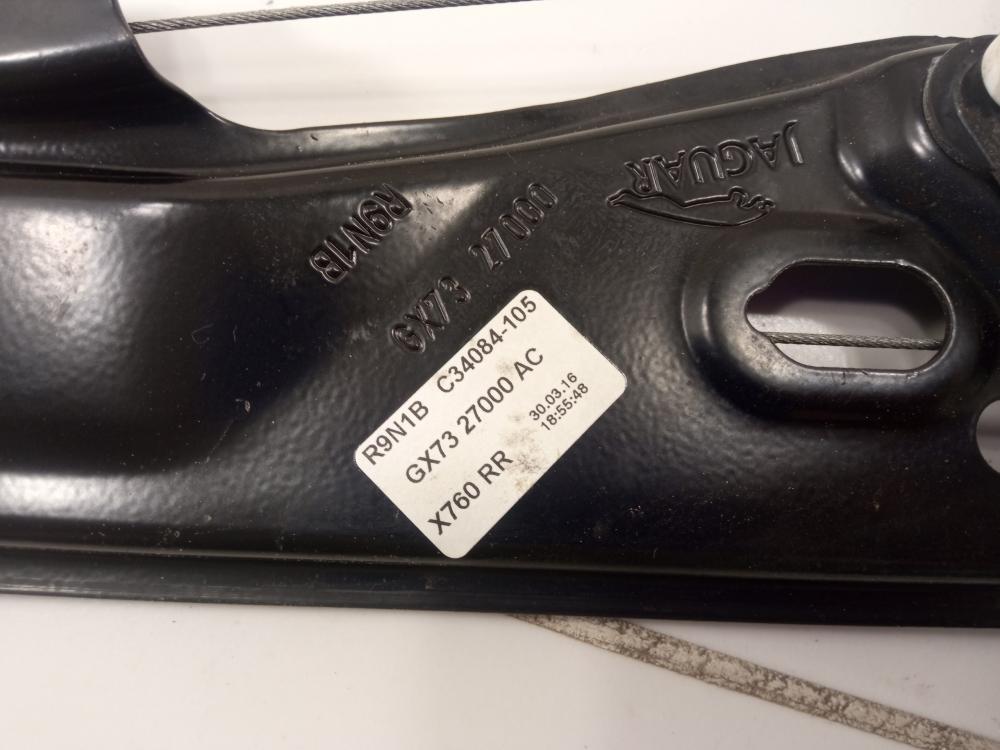 JAGUAR
GX73 27000
R9N1B
R9N1B C34084-105
GX73 27000 AC
X760 RR
30.03.16
18:55:48